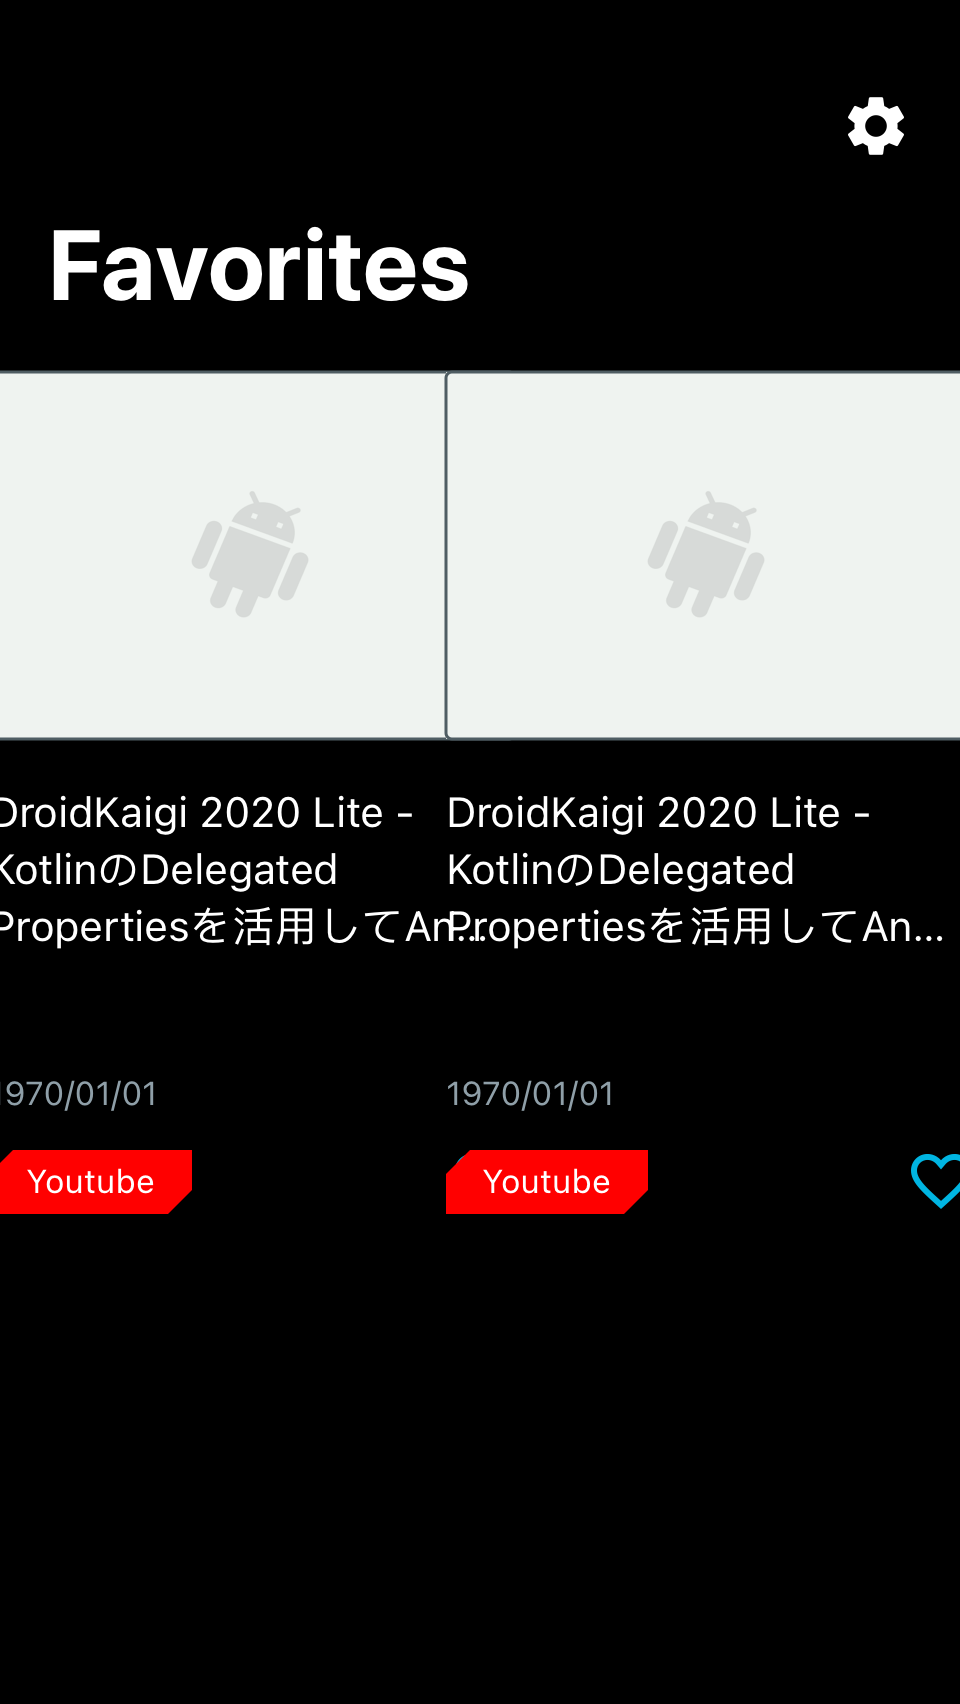 Favorites
DroidKaigi 2020 Lite -
KotlinのDelegated
Propertiesを活用してAn...
1970/01/01
Youtube
DroidKaigi 2020 Lite -
KotlinのDelegated
Propertiesを活用してAn...
1970/01/01
Youtube